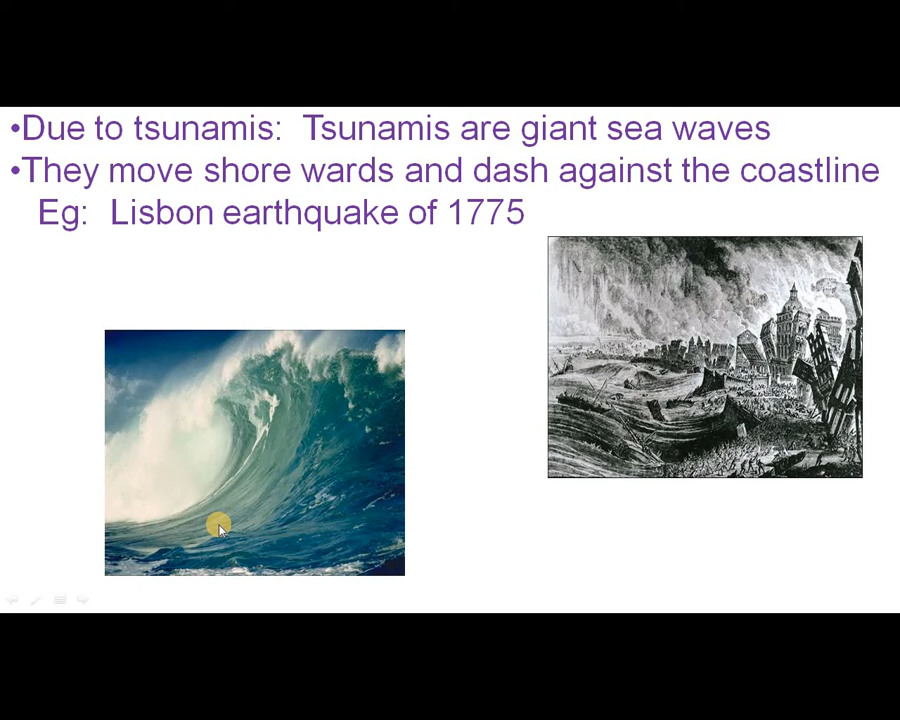 •Due to tsunamis: Tsunamis are giant sea waves
•They move shore wards and dash against the coastline
Eg: Lisbon earthquake of 1775